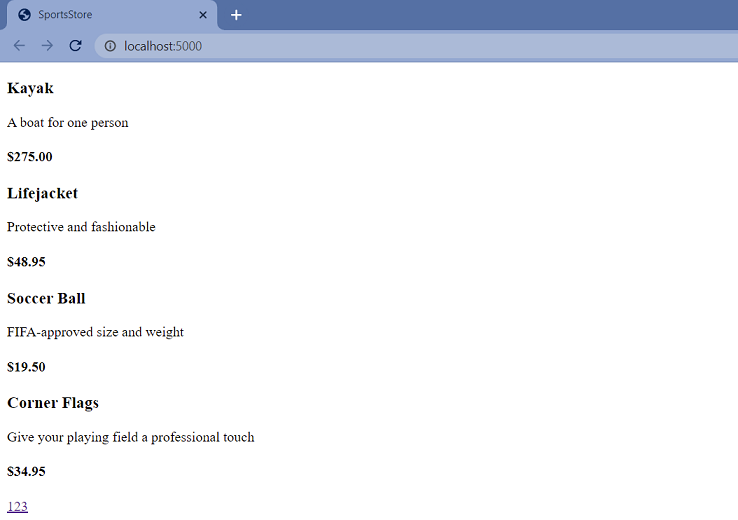 SportsStore
localhost:5000
Kayak
A boat for one person
$275.00
Lifejacket
Protective and fashionable
$48.95
Soccer Ball
FIFA-approved size and weight
$19.50
Corner Flags
Give your playing field a professional touch
$34.95
123